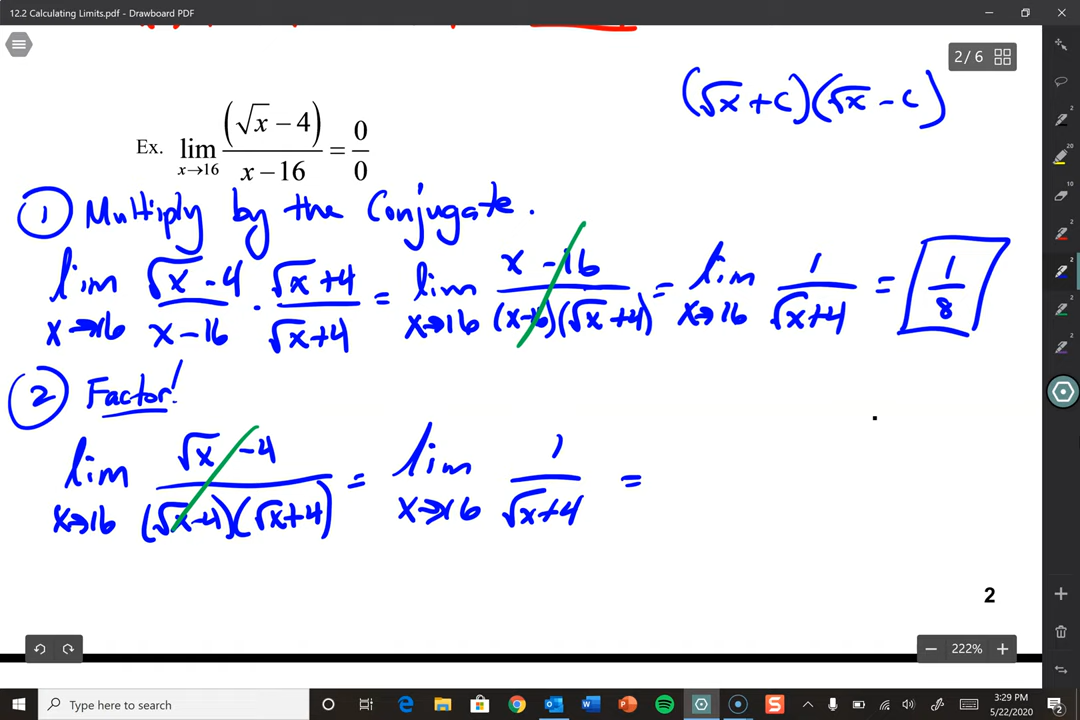 12.2 Calculating Limits.pdf - Drawboard PDF
2 / 6
(√x + c)(√x - c)
Ex. lim x→16 (√x - 4) / (x - 16) = 0/0
① Multiply by the Conjugate.
lim x→16 (√x - 4)/(x - 16) · (√x + 4)/(√x + 4) = lim x→16 (x - 16)/((x - 16)(√x + 4)) = lim x→16 1/(√x + 4) = 1/8
② Factor!
lim x→16 (√x - 4)/((√x - 4)(√x + 4)) = lim x→16 1/(√x + 4) =
2
222%
Type here to search
3:29 PM
5/22/2020